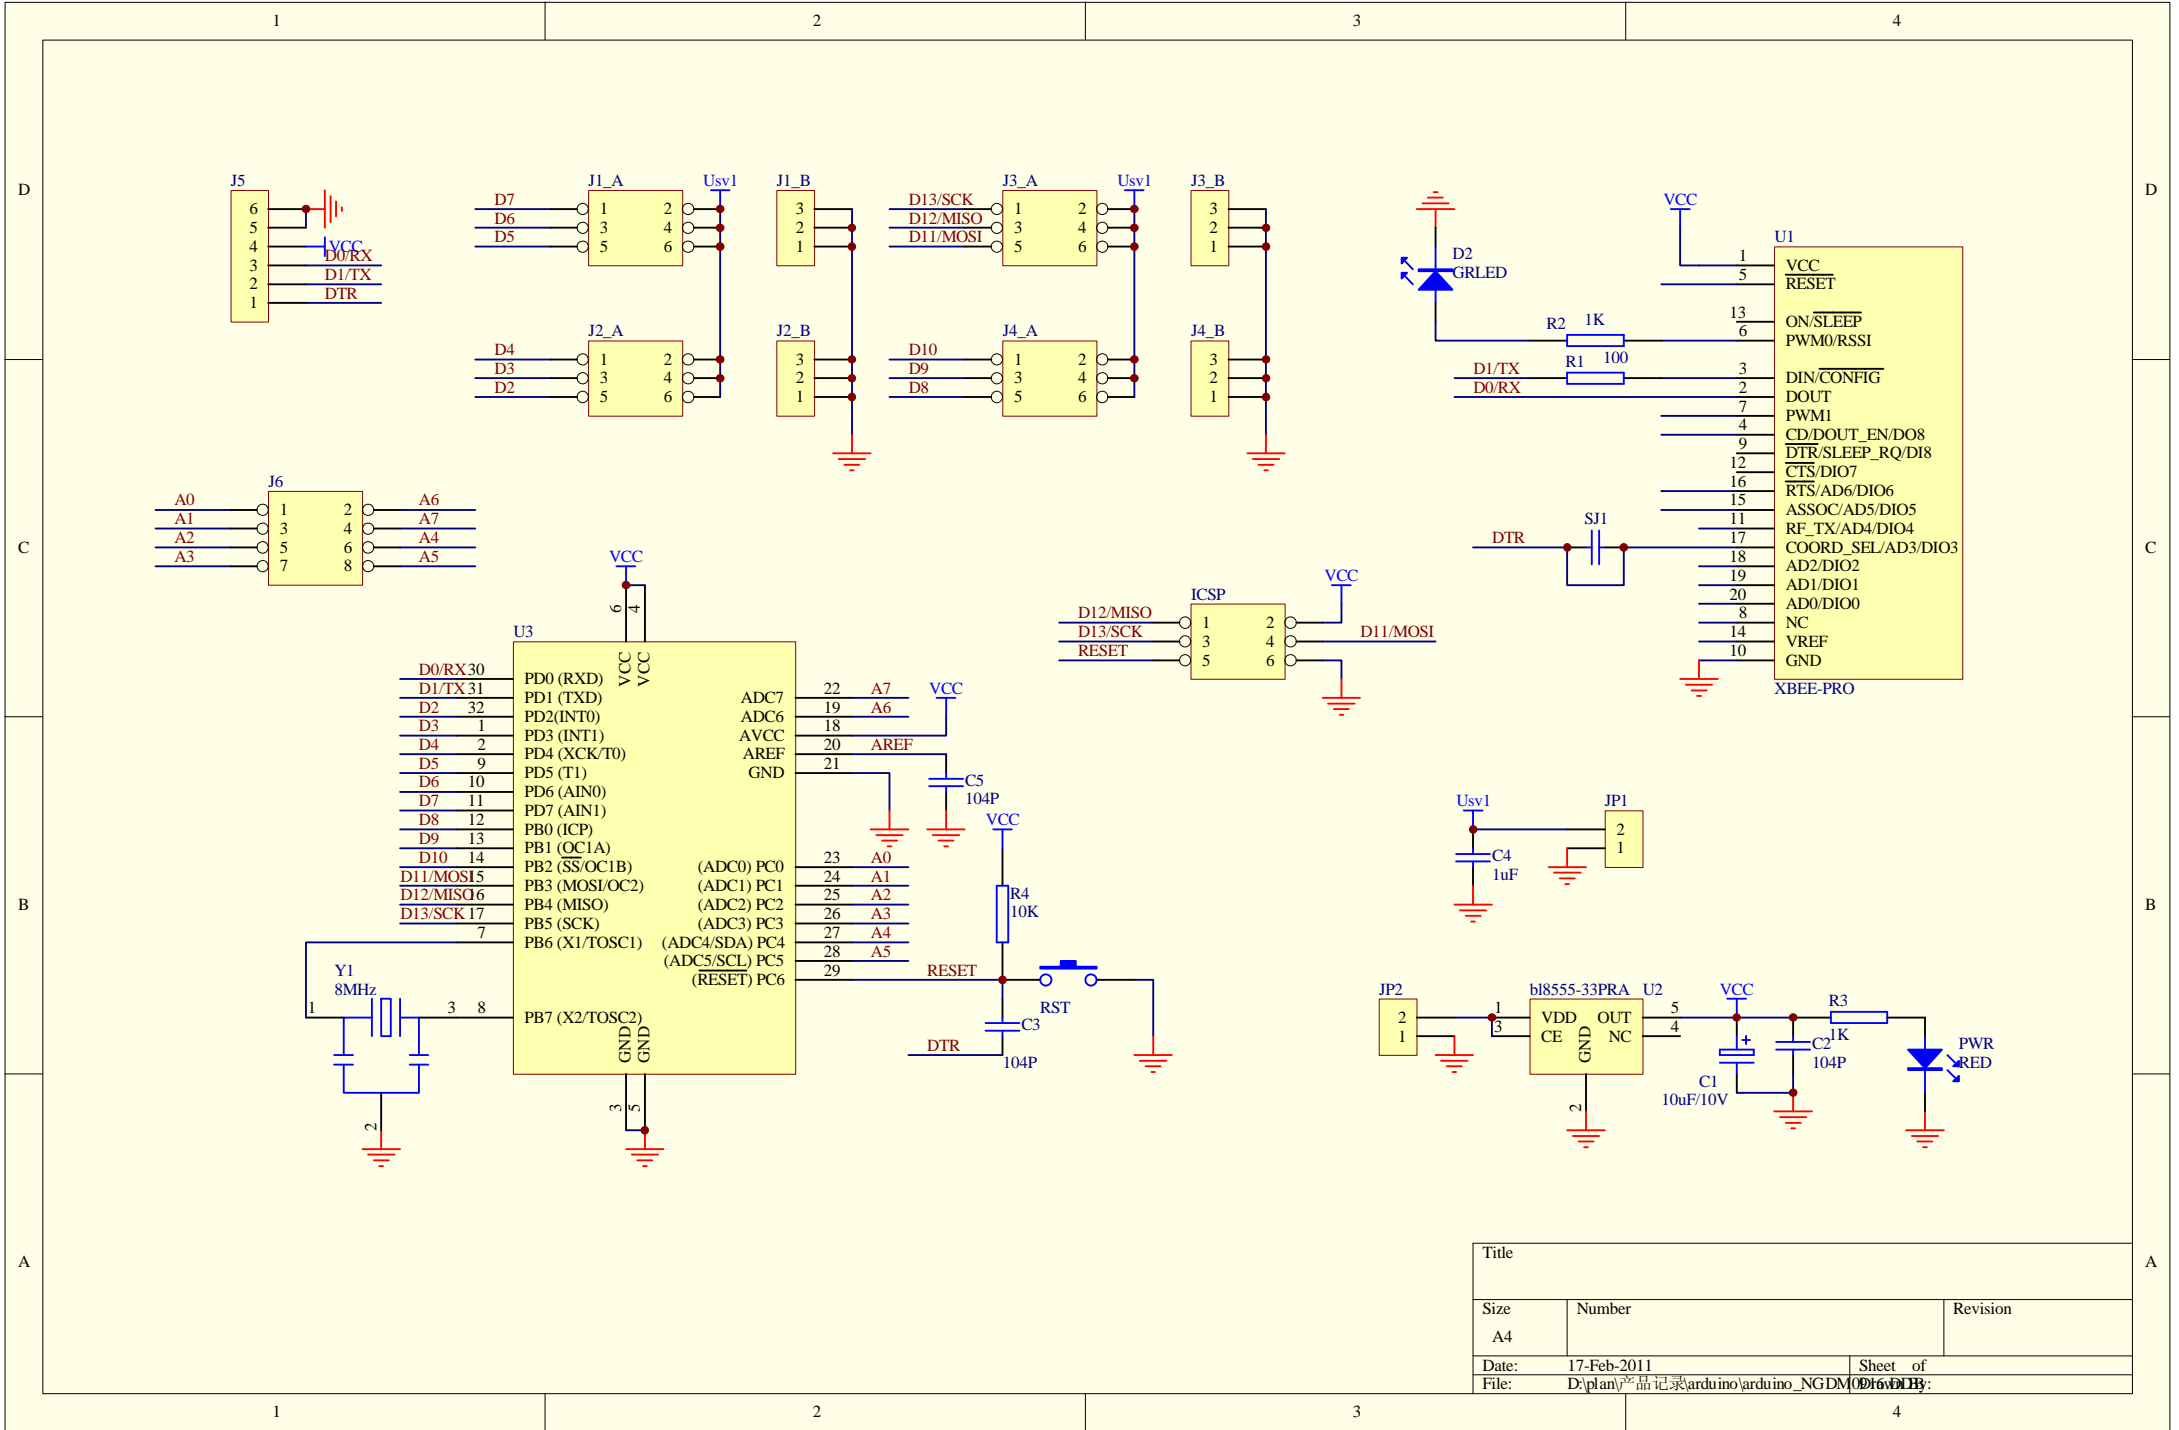 1 2 3 4
D D
J5
6
5
4 VCC
3 D0/RX
2 D1/TX
1 DTR
J1_A Usv1
D7 1 2
D6 3 4
D5 5 6
J2_A
D4 1 2
D3 3 4
D2 5 6
J1_B
3
2
1
J2_B
3
2
1
J3_A Usv1
D13/SCK 1 2
D12/MISO 3 4
D11/MOSI 5 6
J4_A
D10 1 2
D9 3 4
D8 5 6
J3_B
3
2
1
J4_B
3
2
1
D2
GRLED
R2 1K
R1 100
D1/TX
D0/RX
VCC
U1
1 VCC
5 RESET
13 ON/SLEEP
6 PWM0/RSSI
3 DIN/CONFIG
2 DOUT
7 PWM1
4 CD/DOUT_EN/DO8
9 DTR/SLEEP_RQ/DI8
12 CTS/DIO7
16 RTS/AD6/DIO6
15 ASSOC/AD5/DIO5
11 RF_TX/AD4/DIO4
17 COORD_SEL/AD3/DIO3
18 AD2/DIO2
19 AD1/DIO1
20 AD0/DIO0
8 NC
14 VREF
10 GND
XBEE-PRO
DTR SJ1
C C
J6
A0 1 2 A6
A1 3 4 A7
A2 5 6 A4
A3 7 8 A5
ICSP VCC
D12/MISO 1 2
D13/SCK 3 4 D11/MOSI
RESET 5 6
VCC
6 4
U3
VCC VCC
D0/RX 30 PD0 (RXD)
D1/TX 31 PD1 (TXD)
D2 32 PD2(INT0)
D3 1 PD3 (INT1)
D4 2 PD4 (XCK/T0)
D5 9 PD5 (T1)
D6 10 PD6 (AIN0)
D7 11 PD7 (AIN1)
D8 12 PB0 (ICP)
D9 13 PB1 (OC1A)
D10 14 PB2 (SS/OC1B)
D11/MOSI 15 PB3 (MOSI/OC2)
D12/MISO 16 PB4 (MISO)
D13/SCK 17 PB5 (SCK)
7 PB6 (X1/TOSC1)
8 PB7 (X2/TOSC2)
GND GND
3 5
ADC7 22 A7
ADC6 19 A6
AVCC 18 VCC
AREF 20 AREF
GND 21
(ADC0) PC0 23 A0
(ADC1) PC1 24 A1
(ADC2) PC2 25 A2
(ADC3) PC3 26 A3
(ADC4/SDA) PC4 27 A4
(ADC5/SCL) PC5 28 A5
(RESET) PC6 29 RESET
C5
104P
VCC
R4
10K
RST
C3
104P
DTR
Y1
8MHz
1 3
2
B B
Usv1
C4
1uF
JP1
2
1
JP2
2
1
bl8555-33PRA U2
1 VDD OUT 5
3 CE NC 4
GND
2
VCC
+
C1
10uF/10V
C2
104P
R3
1K
PWR
RED
A A
Title
Size Number Revision
A4
Date: 17-Feb-2011 Sheet of
File: D:\plan\产品记录\arduino\arduino_NGDM0916.DDB Drawn By:
1 2 3 4